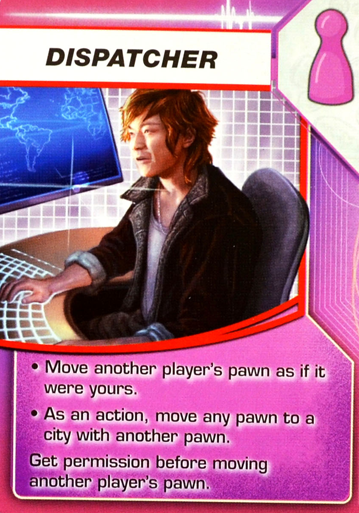 DISPATCHER
• Move another player's pawn as if it
were yours.
• As an action, move any pawn to a
city with another pawn.
Get permission before moving
another player's pawn.